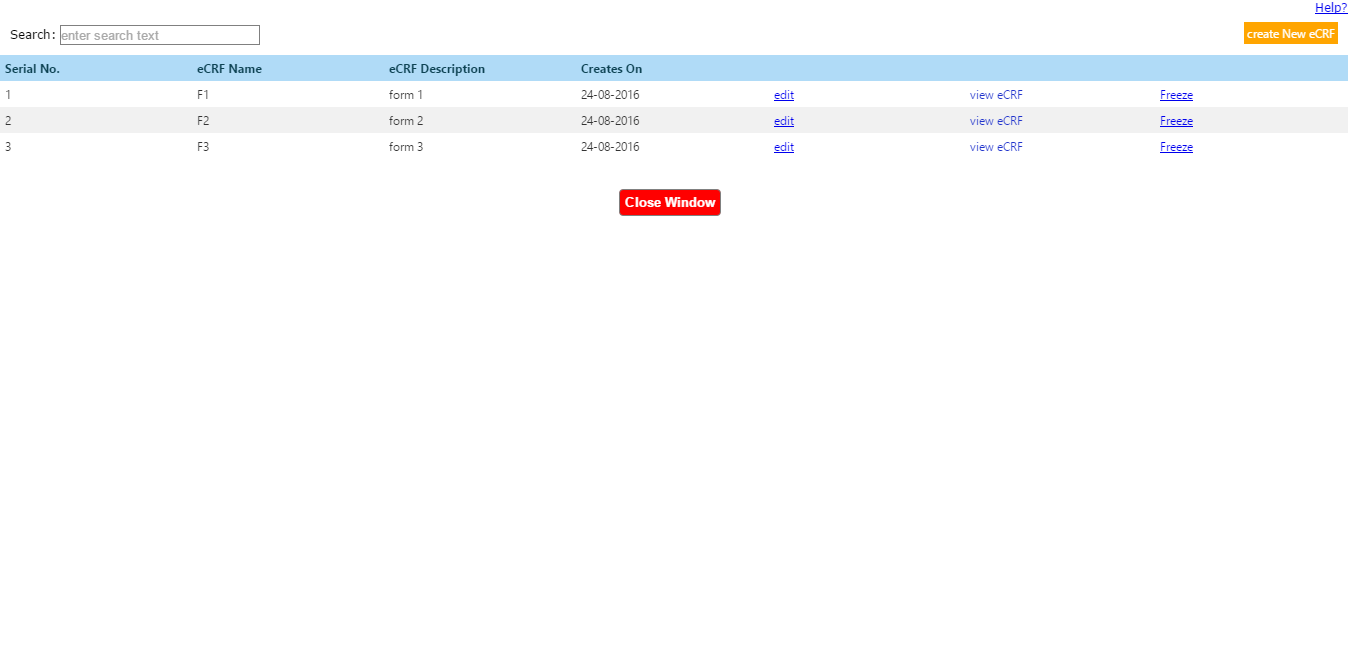 Help?
Search: enter search text create New eCRF
Serial No. eCRF Name eCRF Description Creates On
1 F1 form 1 24-08-2016 edit view eCRF Freeze
2 F2 form 2 24-08-2016 edit view eCRF Freeze
3 F3 form 3 24-08-2016 edit view eCRF Freeze
Close Window